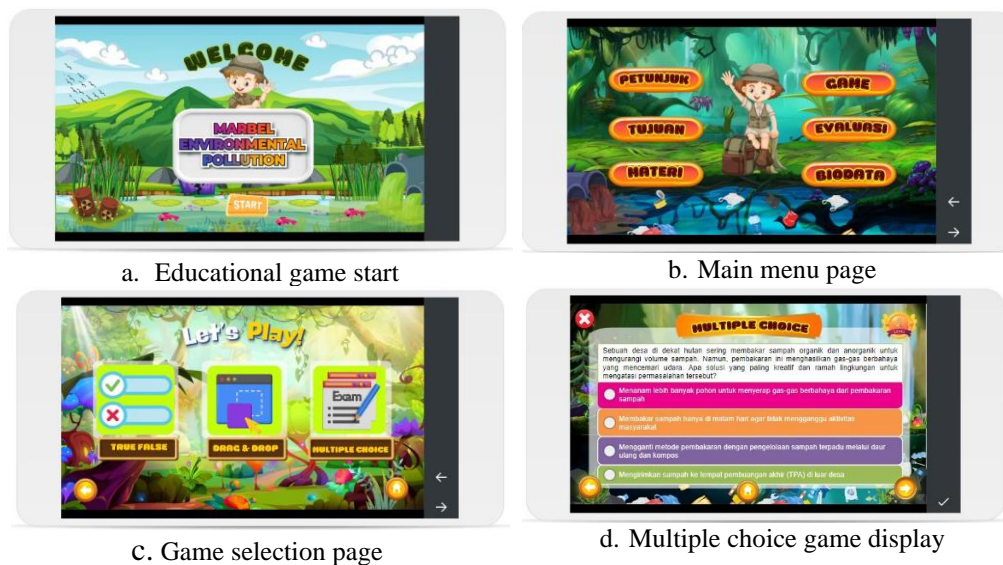 WELCOME
MARBEL
ENVIRONMENTAL
POLLUTION
START
a. Educational game start
PETUNJUK
TUJUAN
MATERI
GAME
EVALUASI
BIODATA
b. Main menu page
Let's Play!
Exam
TRUE FALSE
DRAG & DROP
MULTIPLE CHOICE
c. Game selection page
MULTIPLE CHOICE
Sebuah desa di dekat hutan sering membakar sampah organik dan anorganik untuk
mengurangi volume sampah. Namun, pembakaran ini menghasilkan gas-gas berbahaya
yang mencemari udara. Apa solusi yang paling kreatif dan ramah lingkungan untuk
mengatasi permasalahan tersebut?
Menanam lebih banyak pohon untuk menyerap gas-gas berbahaya dari pembakaran
sampah
Membakar sampah hanya di malam hari agar tidak mengganggu aktivitas
masyarakat
Mengganti metode pembakaran dengan pengelolaan sampah terpadu melalui daur
ulang dan kompos
Mengirimkan sampah ke tempat pembuangan akhir (TPA) di luar desa
d. Multiple choice game display